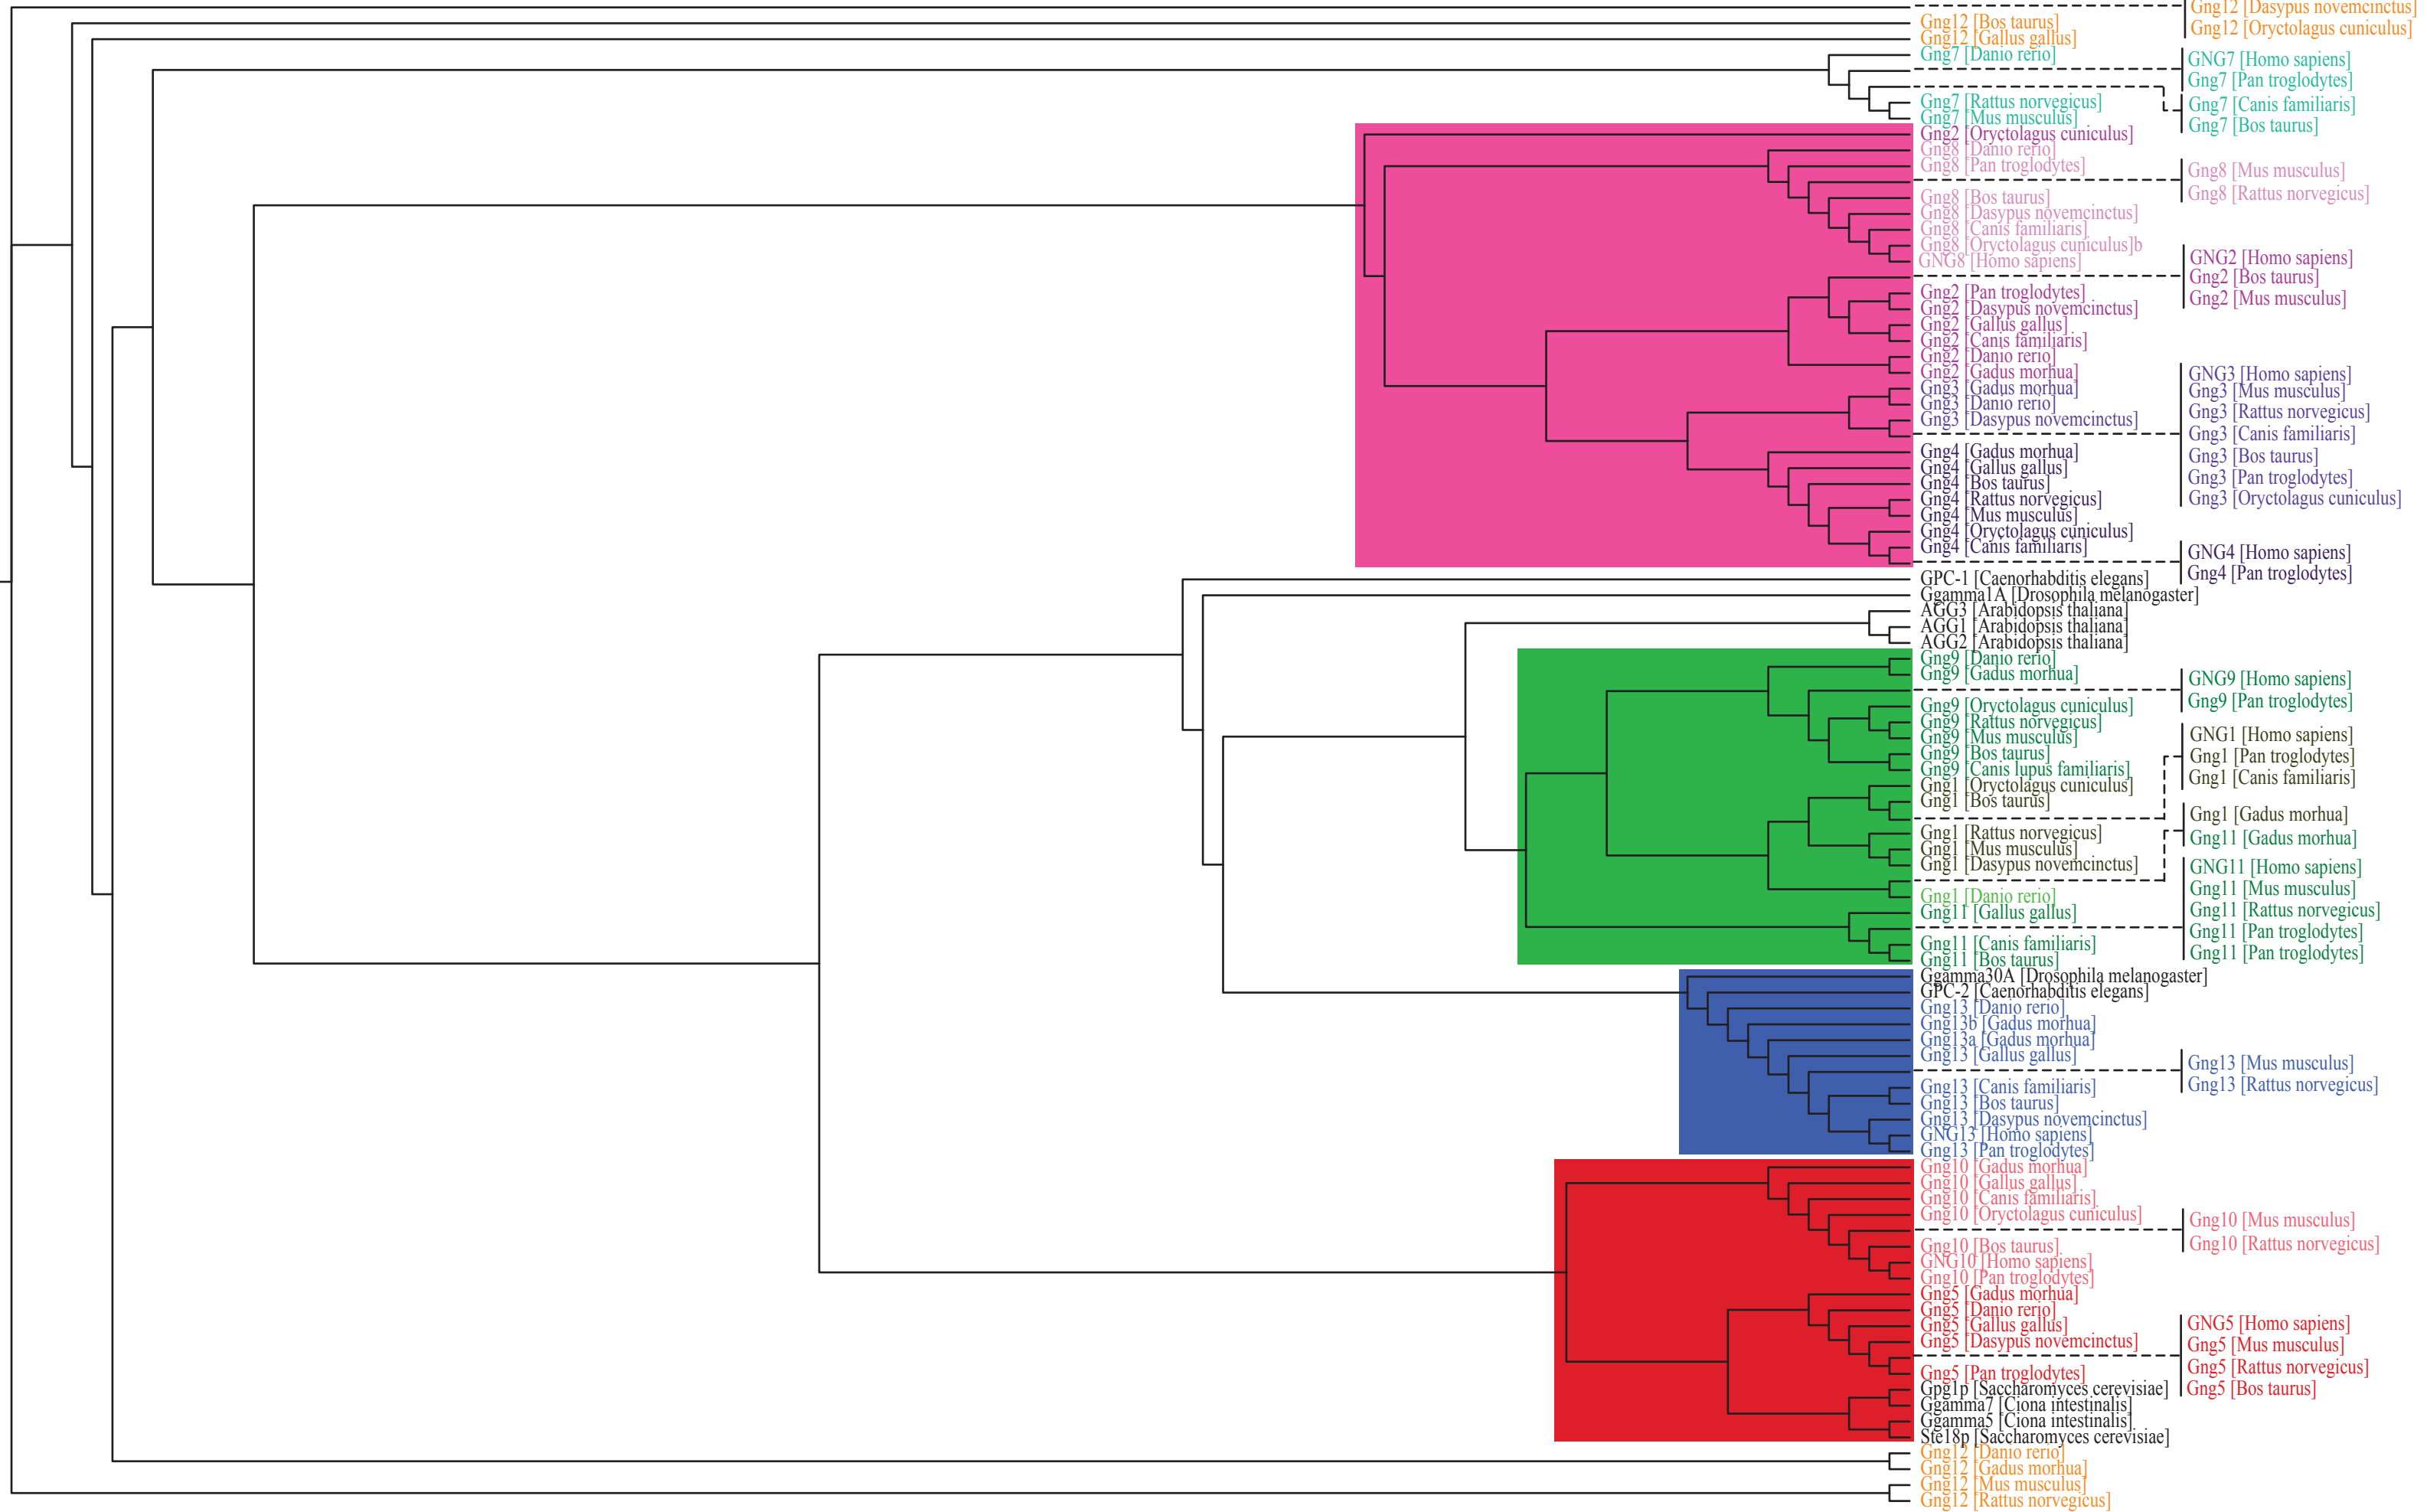 Gng12 [Dasypus novemcinctus]
Gng12 [Oryctolagus cuniculus]
Gng12 [Bos taurus]
Gng12 [Gallus gallus]
Gng7 [Danio rerio]
GNG7 [Homo sapiens]
Gng7 [Pan troglodytes]
Gng7 [Canis familiaris]
Gng7 [Bos taurus]
Gng7 [Rattus norvegicus]
Gng7 [Mus musculus]
Gng2 [Oryctolagus cuniculus]
Gng8 [Danio rerio]
Gng8 [Pan troglodytes]
Gng8 [Mus musculus]
Gng8 [Rattus norvegicus]
Gng8 [Bos taurus]
Gng8 [Dasypus novemcinctus]
Gng8 [Canis familiaris]
Gng8 [Oryctolagus cuniculus]b
GNG8 [Homo sapiens]
GNG2 [Homo sapiens]
Gng2 [Bos taurus]
Gng2 [Mus musculus]
Gng2 [Pan troglodytes]
Gng2 [Dasypus novemcinctus]
Gng2 [Gallus gallus]
Gng2 [Canis familiaris]
Gng2 [Danio rerio]
Gng2 [Gadus morhua]
Gng3 [Gadus morhua]
Gng3 [Danio rerio]
Gng3 [Dasypus novemcinctus]
GNG3 [Homo sapiens]
Gng3 [Mus musculus]
Gng3 [Rattus norvegicus]
Gng3 [Canis familiaris]
Gng3 [Bos taurus]
Gng3 [Pan troglodytes]
Gng3 [Oryctolagus cuniculus]
Gng4 [Gadus morhua]
Gng4 [Gallus gallus]
Gng4 [Bos taurus]
Gng4 [Rattus norvegicus]
Gng4 [Mus musculus]
Gng4 [Oryctolagus cuniculus]
Gng4 [Canis familiaris]
GNG4 [Homo sapiens]
Gng4 [Pan troglodytes]
GPC-1 [Caenorhabditis elegans]
Ggamma1A [Drosophila melanogaster]
AGG3 [Arabidopsis thaliana]
AGG1 [Arabidopsis thaliana]
AGG2 [Arabidopsis thaliana]
Gng9 [Danio rerio]
Gng9 [Gadus morhua]
GNG9 [Homo sapiens]
Gng9 [Pan troglodytes]
Gng9 [Oryctolagus cuniculus]
Gng9 [Rattus norvegicus]
Gng9 [Mus musculus]
Gng9 [Bos taurus]
Gng9 [Canis lupus familiaris]
Gng1 [Oryctolagus cuniculus]
Gng1 [Bos taurus]
GNG1 [Homo sapiens]
Gng1 [Pan troglodytes]
Gng1 [Canis familiaris]
Gng1 [Rattus norvegicus]
Gng1 [Mus musculus]
Gng1 [Dasypus novemcinctus]
Gng1 [Gadus morhua]
Gng11 [Gadus morhua]
Gng1 [Danio rerio]
Gng11 [Gallus gallus]
GNG11 [Homo sapiens]
Gng11 [Mus musculus]
Gng11 [Rattus norvegicus]
Gng11 [Pan troglodytes]
Gng11 [Pan troglodytes]
Gng11 [Canis familiaris]
Gng11 [Bos taurus]
Ggamma30A [Drosophila melanogaster]
GPC-2 [Caenorhabditis elegans]
Gng13 [Danio rerio]
Gng13b [Gadus morhua]
Gng13a [Gadus morhua]
Gng13 [Gallus gallus]
Gng13 [Mus musculus]
Gng13 [Rattus norvegicus]
Gng13 [Canis familiaris]
Gng13 [Bos taurus]
Gng13 [Dasypus novemcinctus]
GNG13 [Homo sapiens]
Gng13 [Pan troglodytes]
Gng10 [Gadus morhua]
Gng10 [Gallus gallus]
Gng10 [Canis familiaris]
Gng10 [Oryctolagus cuniculus]
Gng10 [Mus musculus]
Gng10 [Rattus norvegicus]
Gng10 [Bos taurus]
GNG10 [Homo sapiens]
Gng10 [Pan troglodytes]
Gng5 [Gadus morhua]
Gng5 [Danio rerio]
Gng5 [Gallus gallus]
Gng5 [Dasypus novemcinctus]
GNG5 [Homo sapiens]
Gng5 [Mus musculus]
Gng5 [Rattus norvegicus]
Gng5 [Bos taurus]
Gng5 [Pan troglodytes]
Gpg1p [Saccharomyces cerevisiae]
Ggamma7 [Ciona intestinalis]
Ggamma5 [Ciona intestinalis]
Ste18p [Saccharomyces cerevisiae]
Gng12 [Danio rerio]
Gng12 [Gadus morhua]
Gng12 [Mus musculus]
Gng12 [Rattus norvegicus]